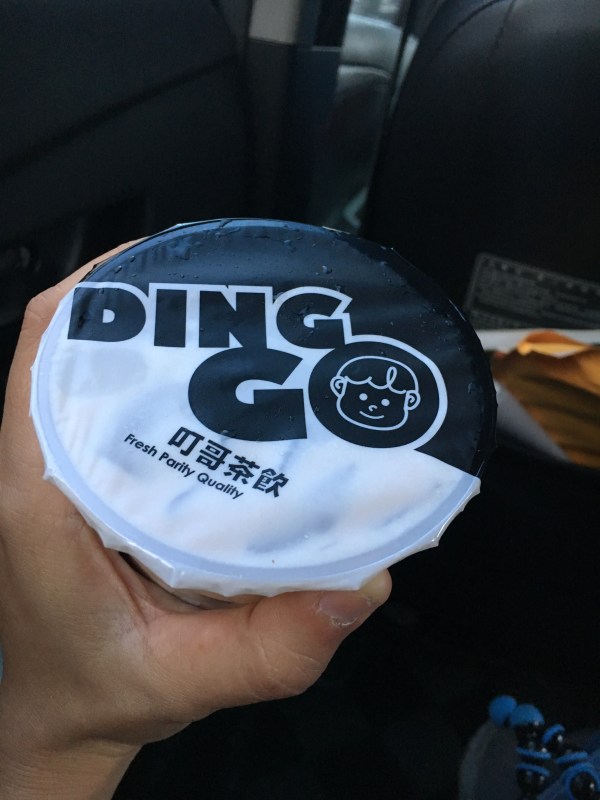 DING
GO
叮哥茶飲
Fresh Parity Quality